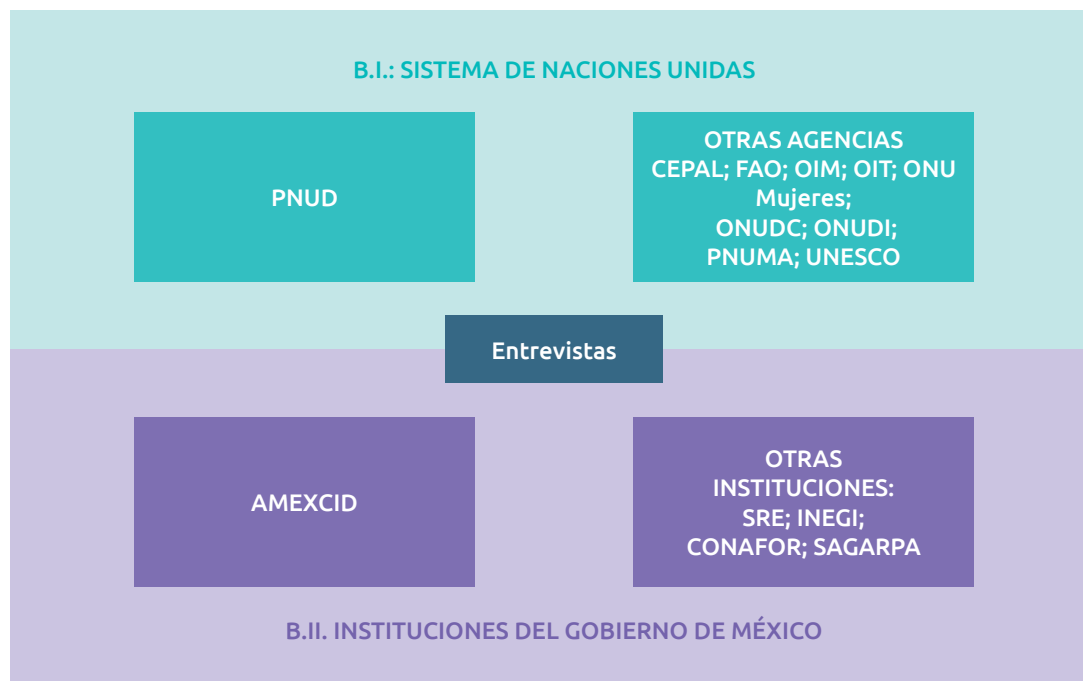 B.I.: SISTEMA DE NACIONES UNIDAS
PNUD
OTRAS AGENCIAS
CEPAL; FAO; OIM; OIT; ONU
Mujeres;
ONUDC; ONUDI;
PNUMA; UNESCO
Entrevistas
AMEXCID
OTRAS
INSTITUCIONES:
SRE; INEGI;
CONAFOR; SAGARPA
B.II. INSTITUCIONES DEL GOBIERNO DE MÉXICO